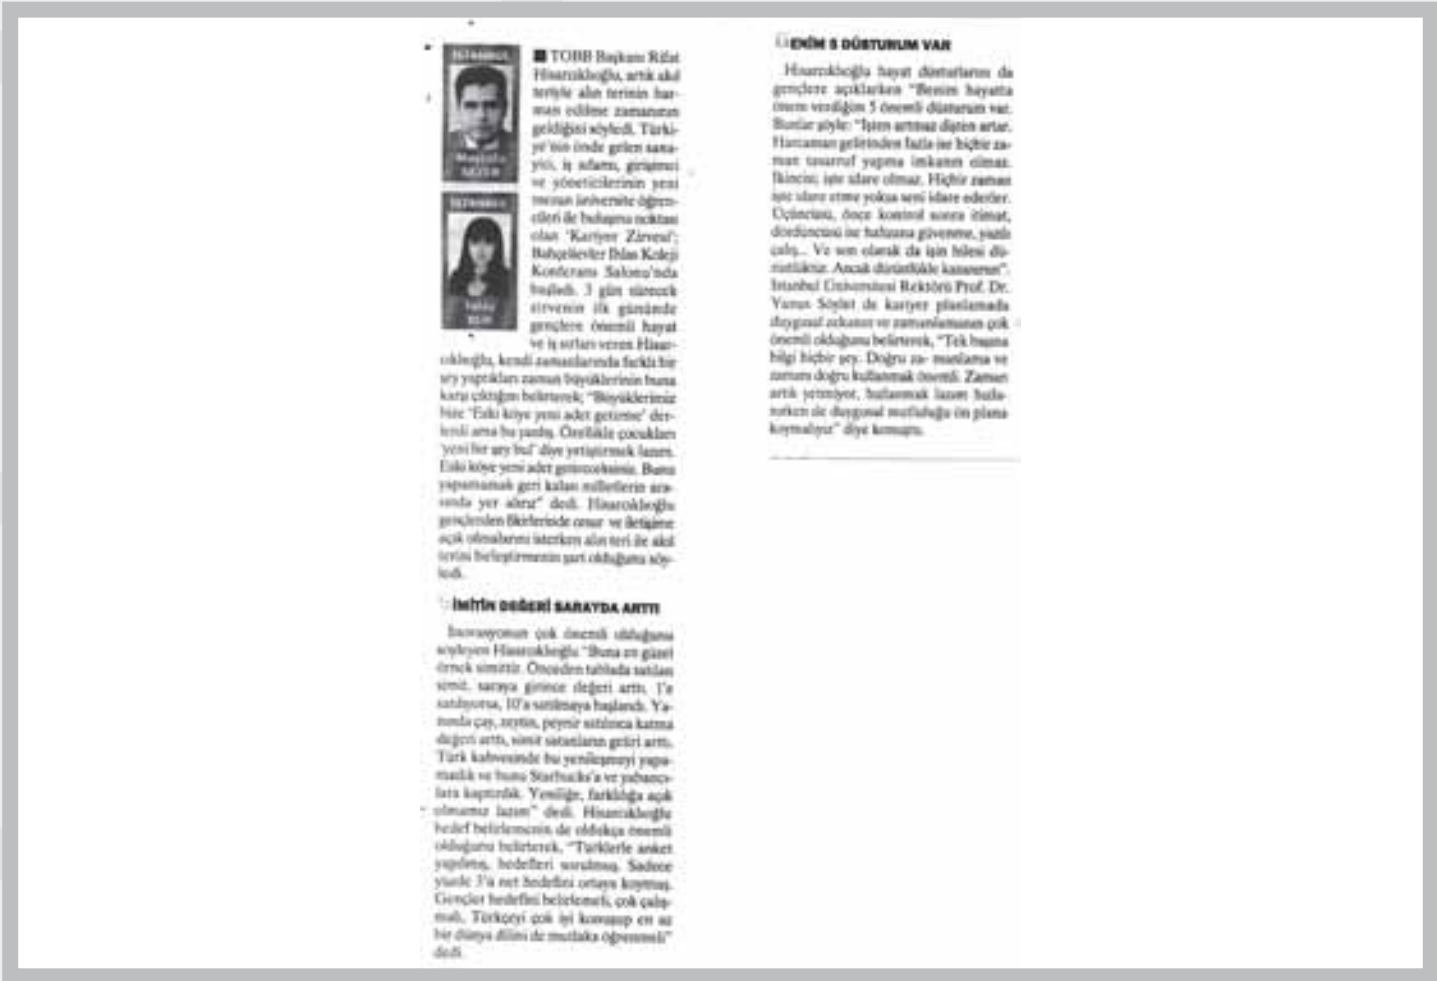 İSTANBUL
Mustafa
İSTANBUL
■ TOBB Başkanı Rifat
Hisarcıklıoğlu, artık akıl
teriyle alın terinin har-
man edilme zamanının
geldiğini söyledi. Türki-
ye'nin önde gelen sana-
yici, iş adamı, girişimci
ve yöneticilerinin yeni
mezun üniversite öğren-
cileri ile buluşma noktası
olan 'Kariyer Zirvesi';
Bahçelievler İhlas Koleji
Konferans Salonu'nda
başladı. 3 gün sürecek
zirvenin ilk gününde
gençlere önemli hayat
ve iş sırları veren Hisar-
cıklıoğlu, kendi zamanlarında farklı bir
şey yaptıkları zaman büyüklerinin buna
karşı çıktığını belirterek; "Büyüklerimiz
bize 'Eski köye yeni adet getirme' der-
lerdi ama bu yanlış. Özellikle çocukları
'yeni bir şey bul' diye yetiştirmek lazım.
Eski köye yeni adet getireceksiniz. Bunu
yapamamak geri kalan milletlerin ara-
sında yer alırız" dedi. Hisarcıklıoğlu
gençlerden fikirlerinde onur ve iletişime
açık olmalarını isterken alın teri ile akıl
terini birleştirmenin şart olduğunu söy-
ledi.
İMİTİN DEĞERİ SARAYDA ARTTI
İnovasyonun çok önemli olduğunu
söyleyen Hisarcıklıoğlu "Buna en güzel
örnek simittir. Önceden tablada satılan
simit, saraya girince değeri arttı. 1'e
satılıyorsa, 10'a satılmaya başlandı. Ya-
nında çay, zeytin, peynir satılınca katma
değeri arttı, simit satanların geliri arttı.
Türk kahvesinde bu yenileşmeyi yapa-
madık ve bunu Starbucks'a ve yabancı-
lara kaptırdık. Yeniliğe, farklılığa açık
olmamız lazım" dedi. Hisarcıklıoğlu
hedef belirlemenin de oldukça önemli
olduğunu belirterek, "Türklerle anket
yapılmış, hedefleri sorulmuş. Sadece
yüzde 3'ü net hedefini ortaya koymuş.
Gençler hedefini belirlemeli, çok çalış-
malı, Türkçeyi çok iyi konuşup en az
bir dünya dilini de mutlaka öğrenmeli"
dedi.
ENİM 5 DÜSTURUM VAR
Hisarcıklıoğlu hayat düsturlarını da
gençlere açıklarken "Benim hayatta
önem verdiğim 5 önemli düsturum var.
Bunlar şöyle: "İşten artmaz dişten artar.
Harcaman gelirinden fazla ise hiçbir za-
man tasarruf yapma imkanın olmaz.
İkincisi; işte idare olmaz. Hiçbir zaman
işte idare etme yoksa seni idare ederler.
Üçüncüsü, önce kontrol sonra itimat,
dördüncüsü ise hafızana güvenme, yazılı
çalış... Ve son olarak da işin hilesi dü-
rüstlüktür. Ancak dürüstlükle kazanırsın".
İstanbul Üniversitesi Rektörü Prof. Dr.
Yunus Söylet de kariyer planlamada
duygusal zekanın ve zamanlamanın çok
önemli olduğunu belirterek, "Tek başına
bilgi hiçbir şey. Doğru za- manlama ve
zamanı doğru kullanmak önemli. Zaman
artık yetmiyor, hızlanmak lazım hızla-
nırken de duygusal mutluluğu ön plana
koymalıyız" diye konuştu.